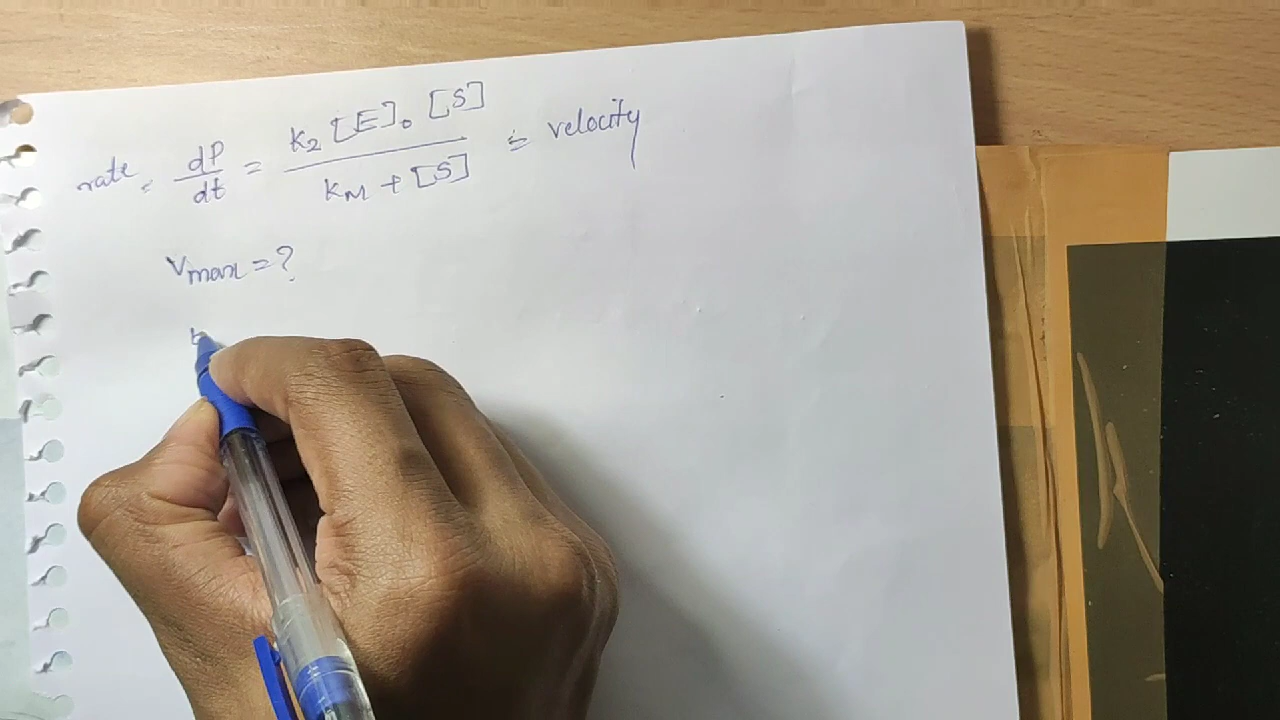 rate = dP/dt = k2 [E]0 [S] / kM + [S] = velocity
Vmax = ?